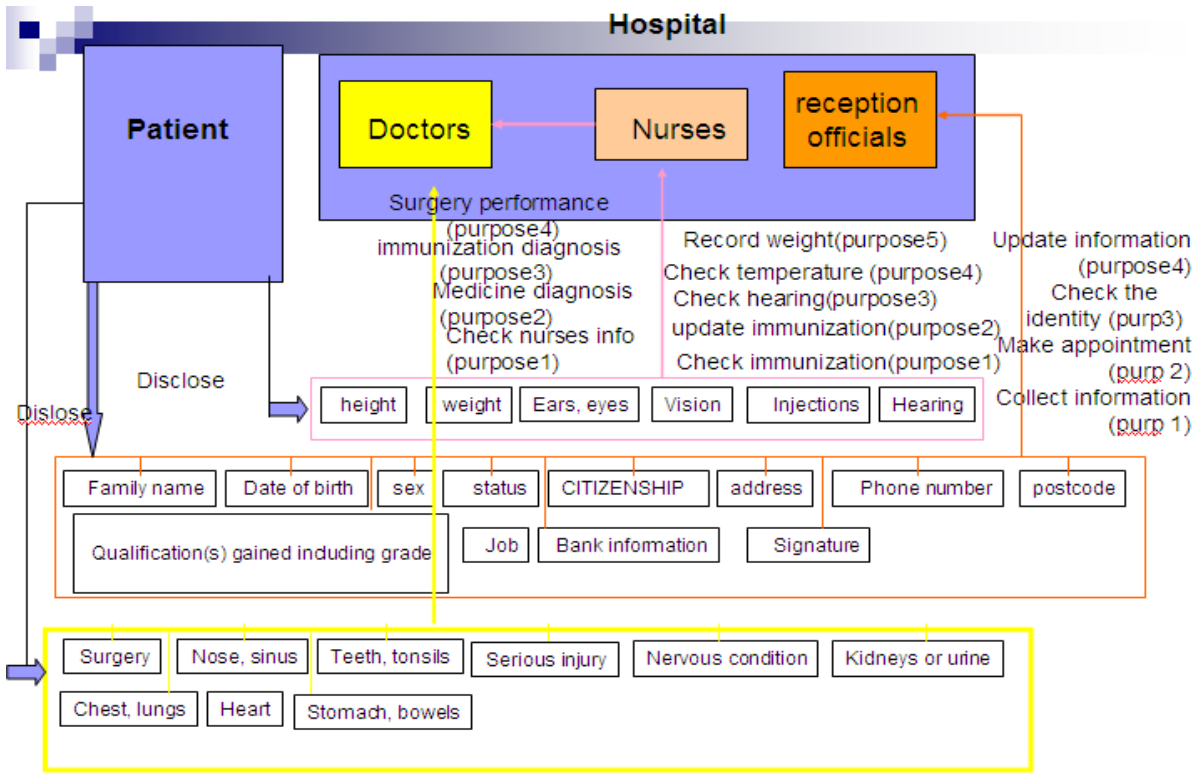 Hospital
Patient
Doctors
Nurses
reception
officials
Surgery performance
(purpose4)
immunization diagnosis
(purpose3)
Medicine diagnosis
(purpose2)
Check nurses info
(purpose1)
Record weight(purpose5)
Check temperature (purpose4)
Check hearing(purpose3)
update immunization(purpose2)
Check immunization(purpose1)
Update information
(purpose4)
Check the
identity (purp3)
Make appointment
(purp 2)
Collect information
(purp 1)
Disclose
Dislose
height
weight
Ears, eyes
Vision
Injections
Hearing
Family name
Date of birth
sex
status
CITIZENSHIP
address
Phone number
postcode
Qualification(s) gained including grade
Job
Bank information
Signature
Surgery
Nose, sinus
Teeth, tonsils
Serious injury
Nervous condition
Kidneys or urine
Chest, lungs
Heart
Stomach, bowels